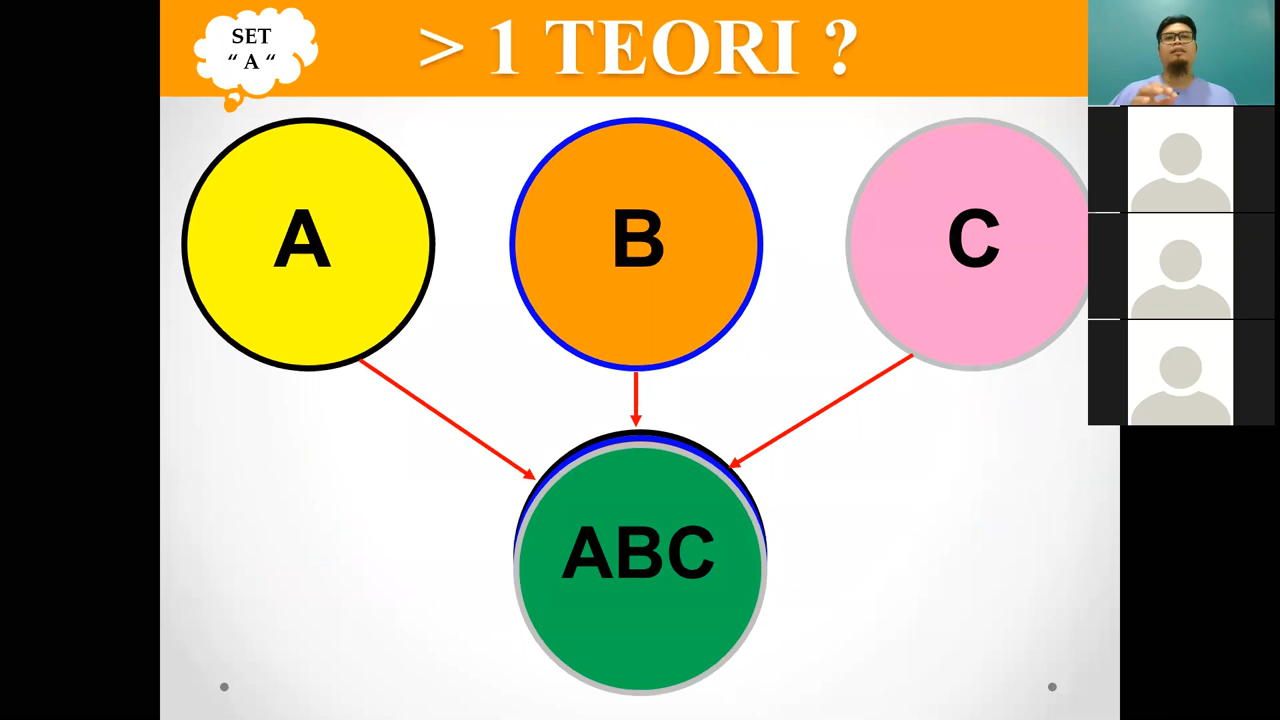 SET
“ A “
> 1 TEORI ?
A
B
C
ABC